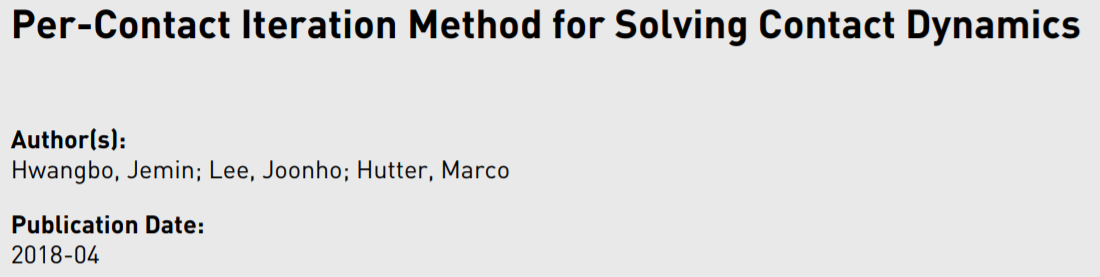 Per-Contact Iteration Method for Solving Contact Dynamics
Author(s):
Hwangbo, Jemin; Lee, Joonho; Hutter, Marco
Publication Date:
2018-04